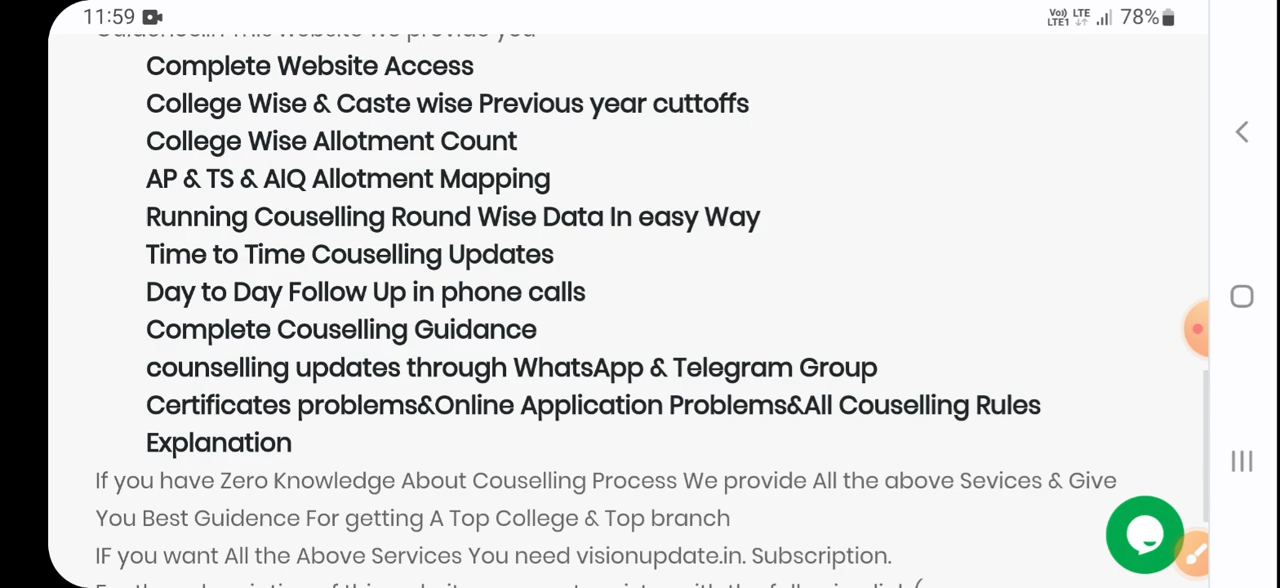 11:59
Vo)) LTE
LTE1
78%
Complete Website Access
College Wise & Caste wise Previous year cuttoffs
College Wise Allotment Count
AP & TS & AIQ Allotment Mapping
Running Couselling Round Wise Data In easy Way
Time to Time Couselling Updates
Day to Day Follow Up in phone calls
Complete Couselling Guidance
counselling updates through WhatsApp & Telegram Group
Certificates problems&Online Application Problems&All Couselling Rules
Explanation
If you have Zero Knowledge About Couselling Process We provide All the above Sevices & Give
You Best Guidence For getting A Top College & Top branch
IF you want All the Above Services You need visionupdate.in. Subscription.